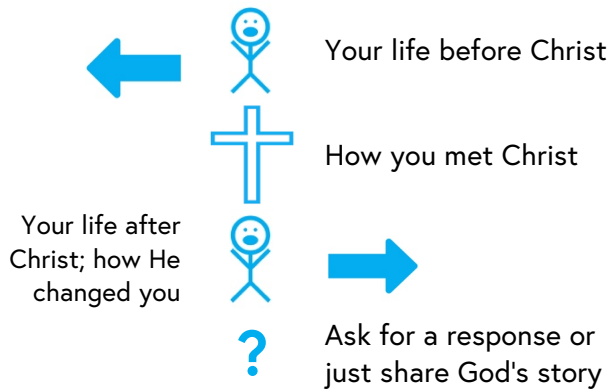 Your life before Christ
How you met Christ
Your life after
Christ; how He
changed you
?
Ask for a response or
just share God's story